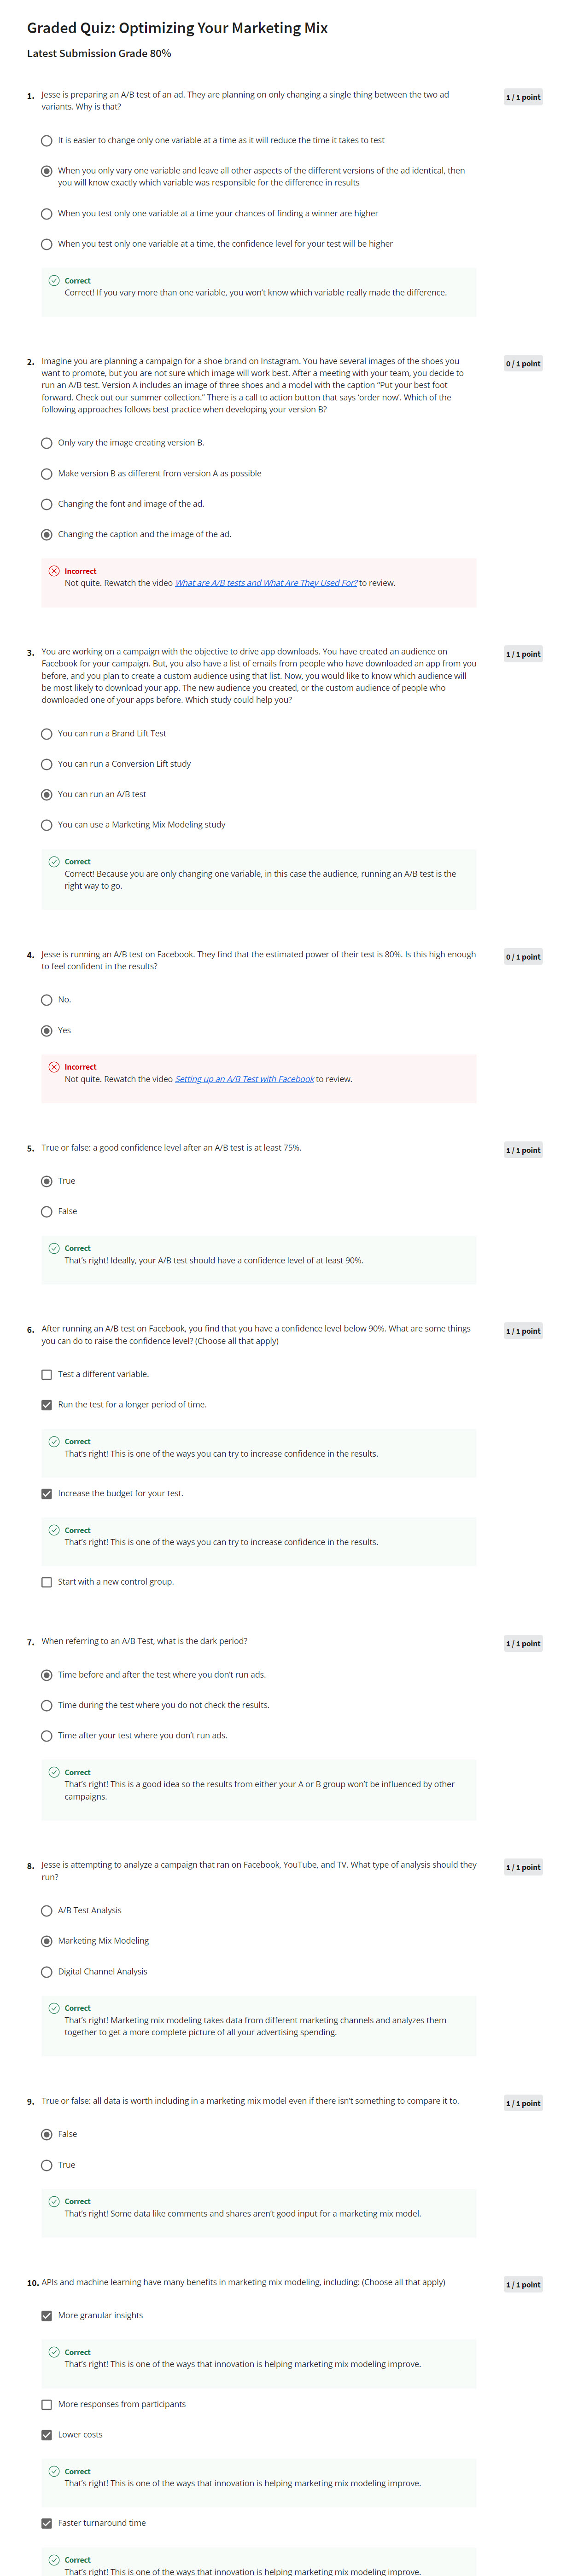 Graded Quiz: Optimizing Your Marketing Mix
Latest Submission Grade 80%
1. Jesse is preparing an A/B test of an ad. They are planning on only changing a single thing between the two ad
variants. Why is that?
1 / 1 point
It is easier to change only one variable at a time as it will reduce the time it takes to test
When you only vary one variable and leave all other aspects of the different versions of the ad identical, then
you will know exactly which variable was responsible for the difference in results
When you test only one variable at a time your chances of finding a winner are higher
When you test only one variable at a time, the confidence level for your test will be higher
Correct
Correct! If you vary more than one variable, you won't know which variable really made the difference.
2. Imagine you are planning a campaign for a shoe brand on Instagram. You have several images of the shoes you
want to promote, but you are not sure which image will work best. After a meeting with your team, you decide to
run an A/B test. Version A includes an image of three shoes and a model with the caption "Put your best foot
forward. Check out our summer collection." There is a call to action button that says 'order now'. Which of the
following approaches follows best practice when developing your version B?
0 / 1 point
Only vary the image creating version B.
Make version B as different from version A as possible
Changing the font and image of the ad.
Changing the caption and the image of the ad.
Incorrect
Not quite. Rewatch the video What are A/B tests and What Are They Used For? to review.
3. You are working on a campaign with the objective to drive app downloads. You have created an audience on
Facebook for your campaign. But, you also have a list of emails from people who have downloaded an app from you
before, and you plan to create a custom audience using that list. Now, you would like to know which audience will
be most likely to download your app. The new audience you created, or the custom audience of people who
downloaded one of your apps before. Which study could help you?
1 / 1 point
You can run a Brand Lift Test
You can run a Conversion Lift study
You can run an A/B test
You can use a Marketing Mix Modeling study
Correct
Correct! Because you are only changing one variable, in this case the audience, running an A/B test is the
right way to go.
4. Jesse is running an A/B test on Facebook. They find that the estimated power of their test is 80%. Is this high enough
to feel confident in the results?
0 / 1 point
No.
Yes
Incorrect
Not quite. Rewatch the video Setting up an A/B Test with Facebook to review.
5. True or false: a good confidence level after an A/B test is at least 75%.
1 / 1 point
True
False
Correct
That's right! Ideally, your A/B test should have a confidence level of at least 90%.
6. After running an A/B test on Facebook, you find that you have a confidence level below 90%. What are some things
you can do to raise the confidence level? (Choose all that apply)
1 / 1 point
Test a different variable.
Run the test for a longer period of time.
Correct
That's right! This is one of the ways you can try to increase confidence in the results.
Increase the budget for your test.
Correct
That's right! This is one of the ways you can try to increase confidence in the results.
Start with a new control group.
7. When referring to an A/B Test, what is the dark period?
1 / 1 point
Time before and after the test where you don't run ads.
Time during the test where you do not check the results.
Time after your test where you don't run ads.
Correct
That's right! This is a good idea so the results from either your A or B group won't be influenced by other
campaigns.
8. Jesse is attempting to analyze a campaign that ran on Facebook, YouTube, and TV. What type of analysis should they
run?
1 / 1 point
A/B Test Analysis
Marketing Mix Modeling
Digital Channel Analysis
Correct
That's right! Marketing mix modeling takes data from different marketing channels and analyzes them
together to get a more complete picture of all your advertising spending.
9. True or false: all data is worth including in a marketing mix model even if there isn't something to compare it to.
1 / 1 point
False
True
Correct
That's right! Some data like comments and shares aren't good input for a marketing mix model.
10. APIs and machine learning have many benefits in marketing mix modeling, including: (Choose all that apply)
1 / 1 point
More granular insights
Correct
That's right! This is one of the ways that innovation is helping marketing mix modeling improve.
More responses from participants
Lower costs
Correct
That's right! This is one of the ways that innovation is helping marketing mix modeling improve.
Faster turnaround time
Correct
That's right! This is one of the ways that innovation is helping marketing mix modeling improve.